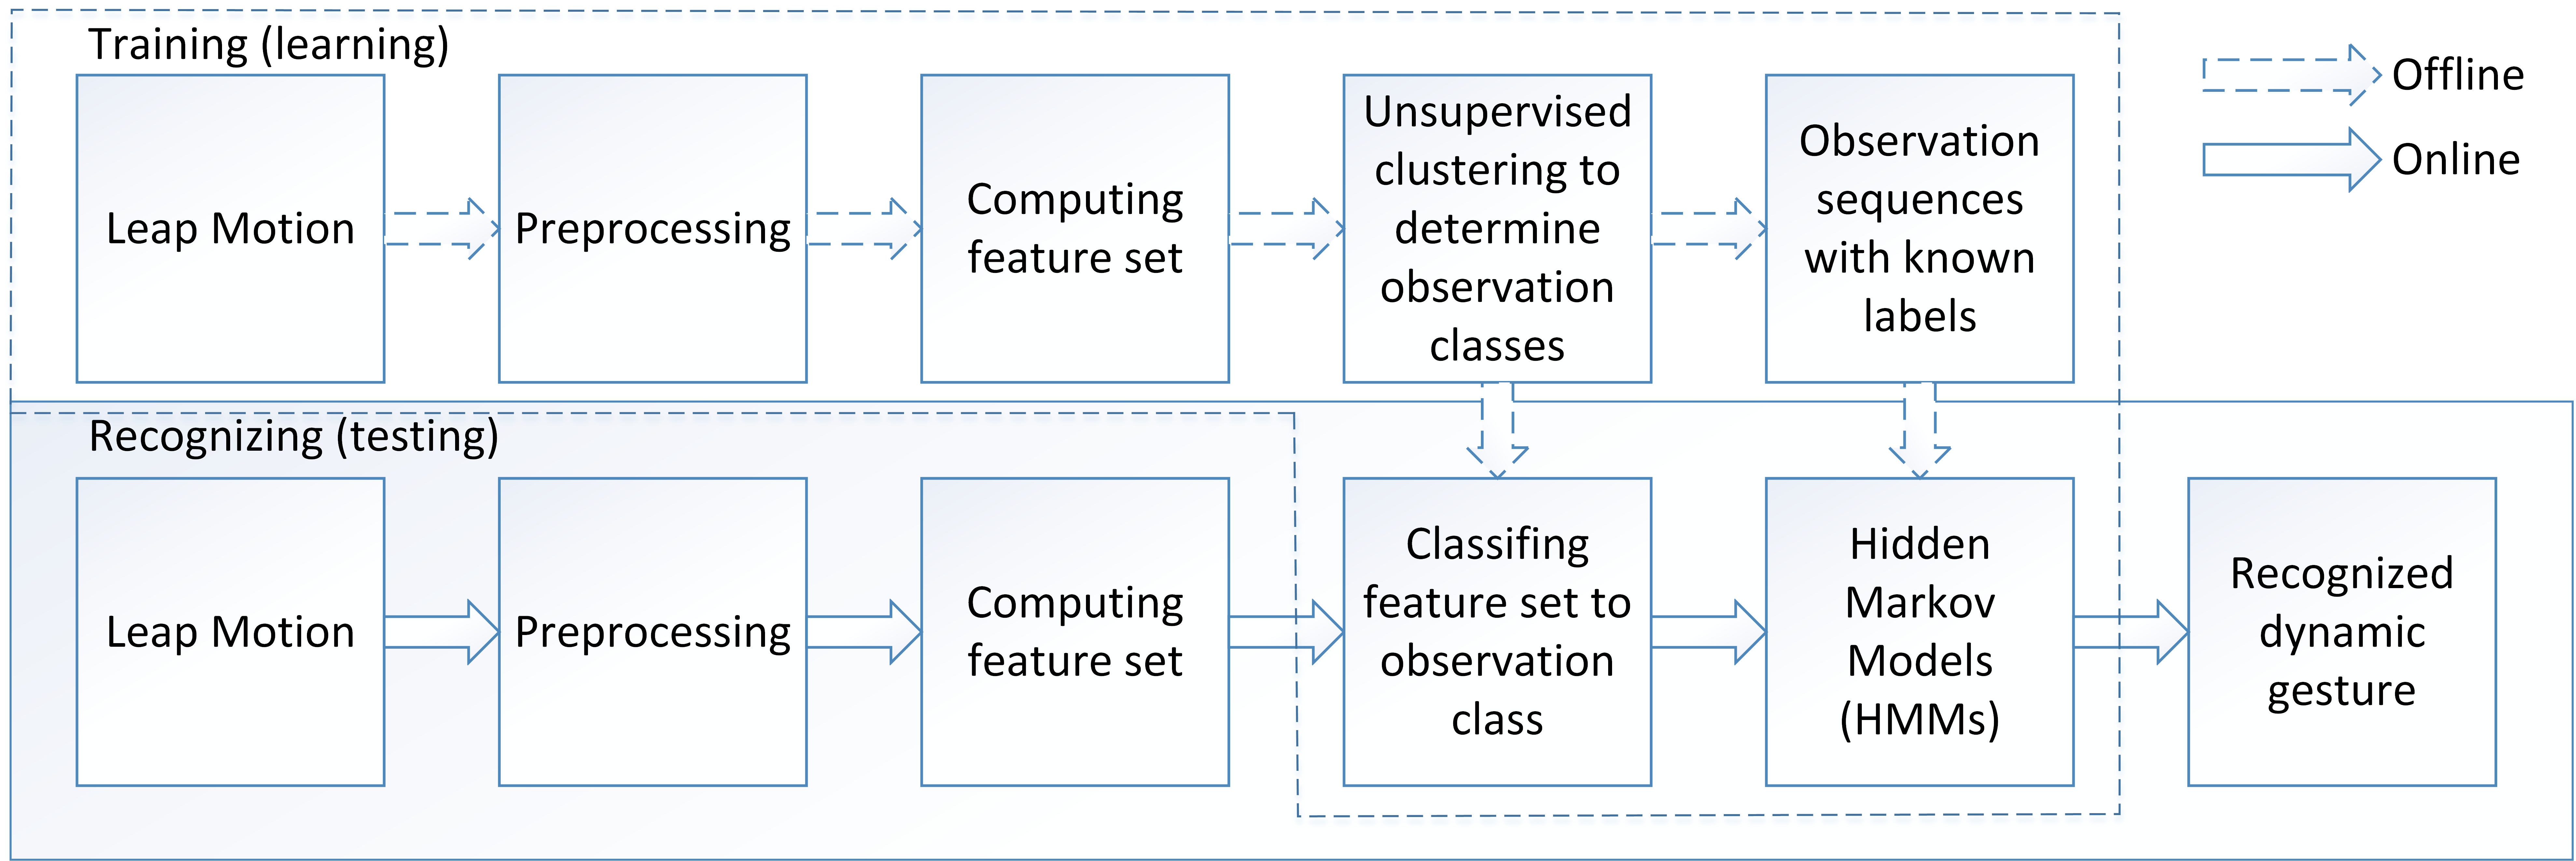 Training (learning)
Leap Motion
Preprocessing
Computing
feature set
Unsupervised
clustering to
determine
observation
classes
Observation
sequences
with known
labels
Offline
Online
Recognizing (testing)
Leap Motion
Preprocessing
Computing
feature set
Classifing
feature set to
observation
class
Hidden
Markov
Models
(HMMs)
Recognized
dynamic
gesture